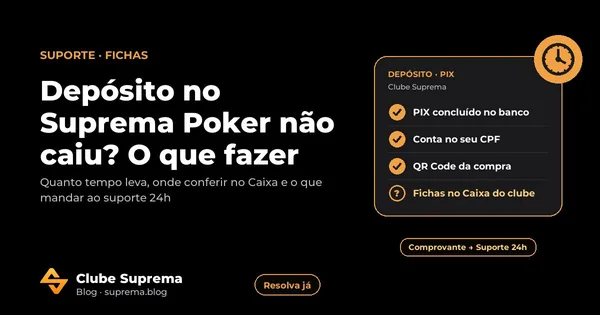 SUPORTE · FICHAS
Depósito no
Suprema Poker não
caiu? O que fazer
Quanto tempo leva, onde conferir no Caixa e o que
mandar ao suporte 24h
Clube Suprema
Blog · suprema.blog
Resolva já
DEPÓSITO · PIX
Clube Suprema
PIX concluído no banco
Conta no seu CPF
QR Code da compra
? Fichas no Caixa do clube
Comprovante + Suporte 24h